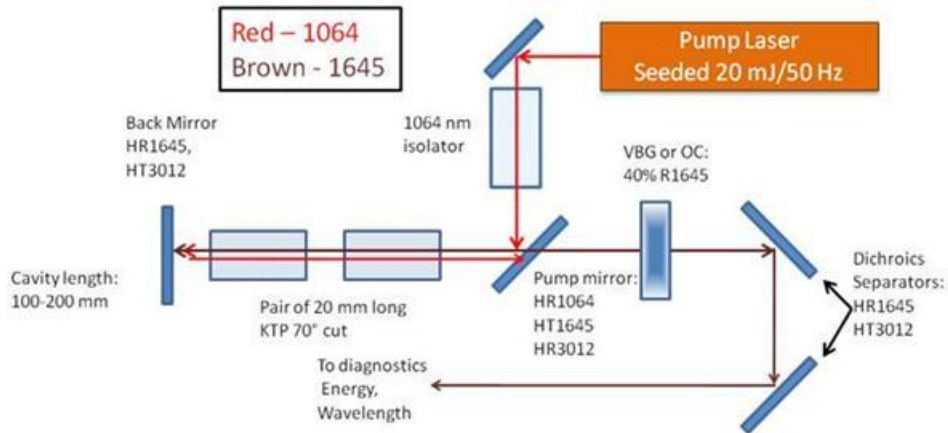 Red – 1064
Brown - 1645
Pump Laser
Seeded 20 mJ/50 Hz
Back Mirror
HR1645,
HT3012
1064 nm
isolator
VBG or OC:
40% R1645
Cavity length:
100-200 mm
Pair of 20 mm long
KTP 70° cut
Pump mirror:
HR1064
HT1645
HR3012
Dichroics
Separators:
HR1645
HT3012
To diagnostics
Energy,
Wavelength